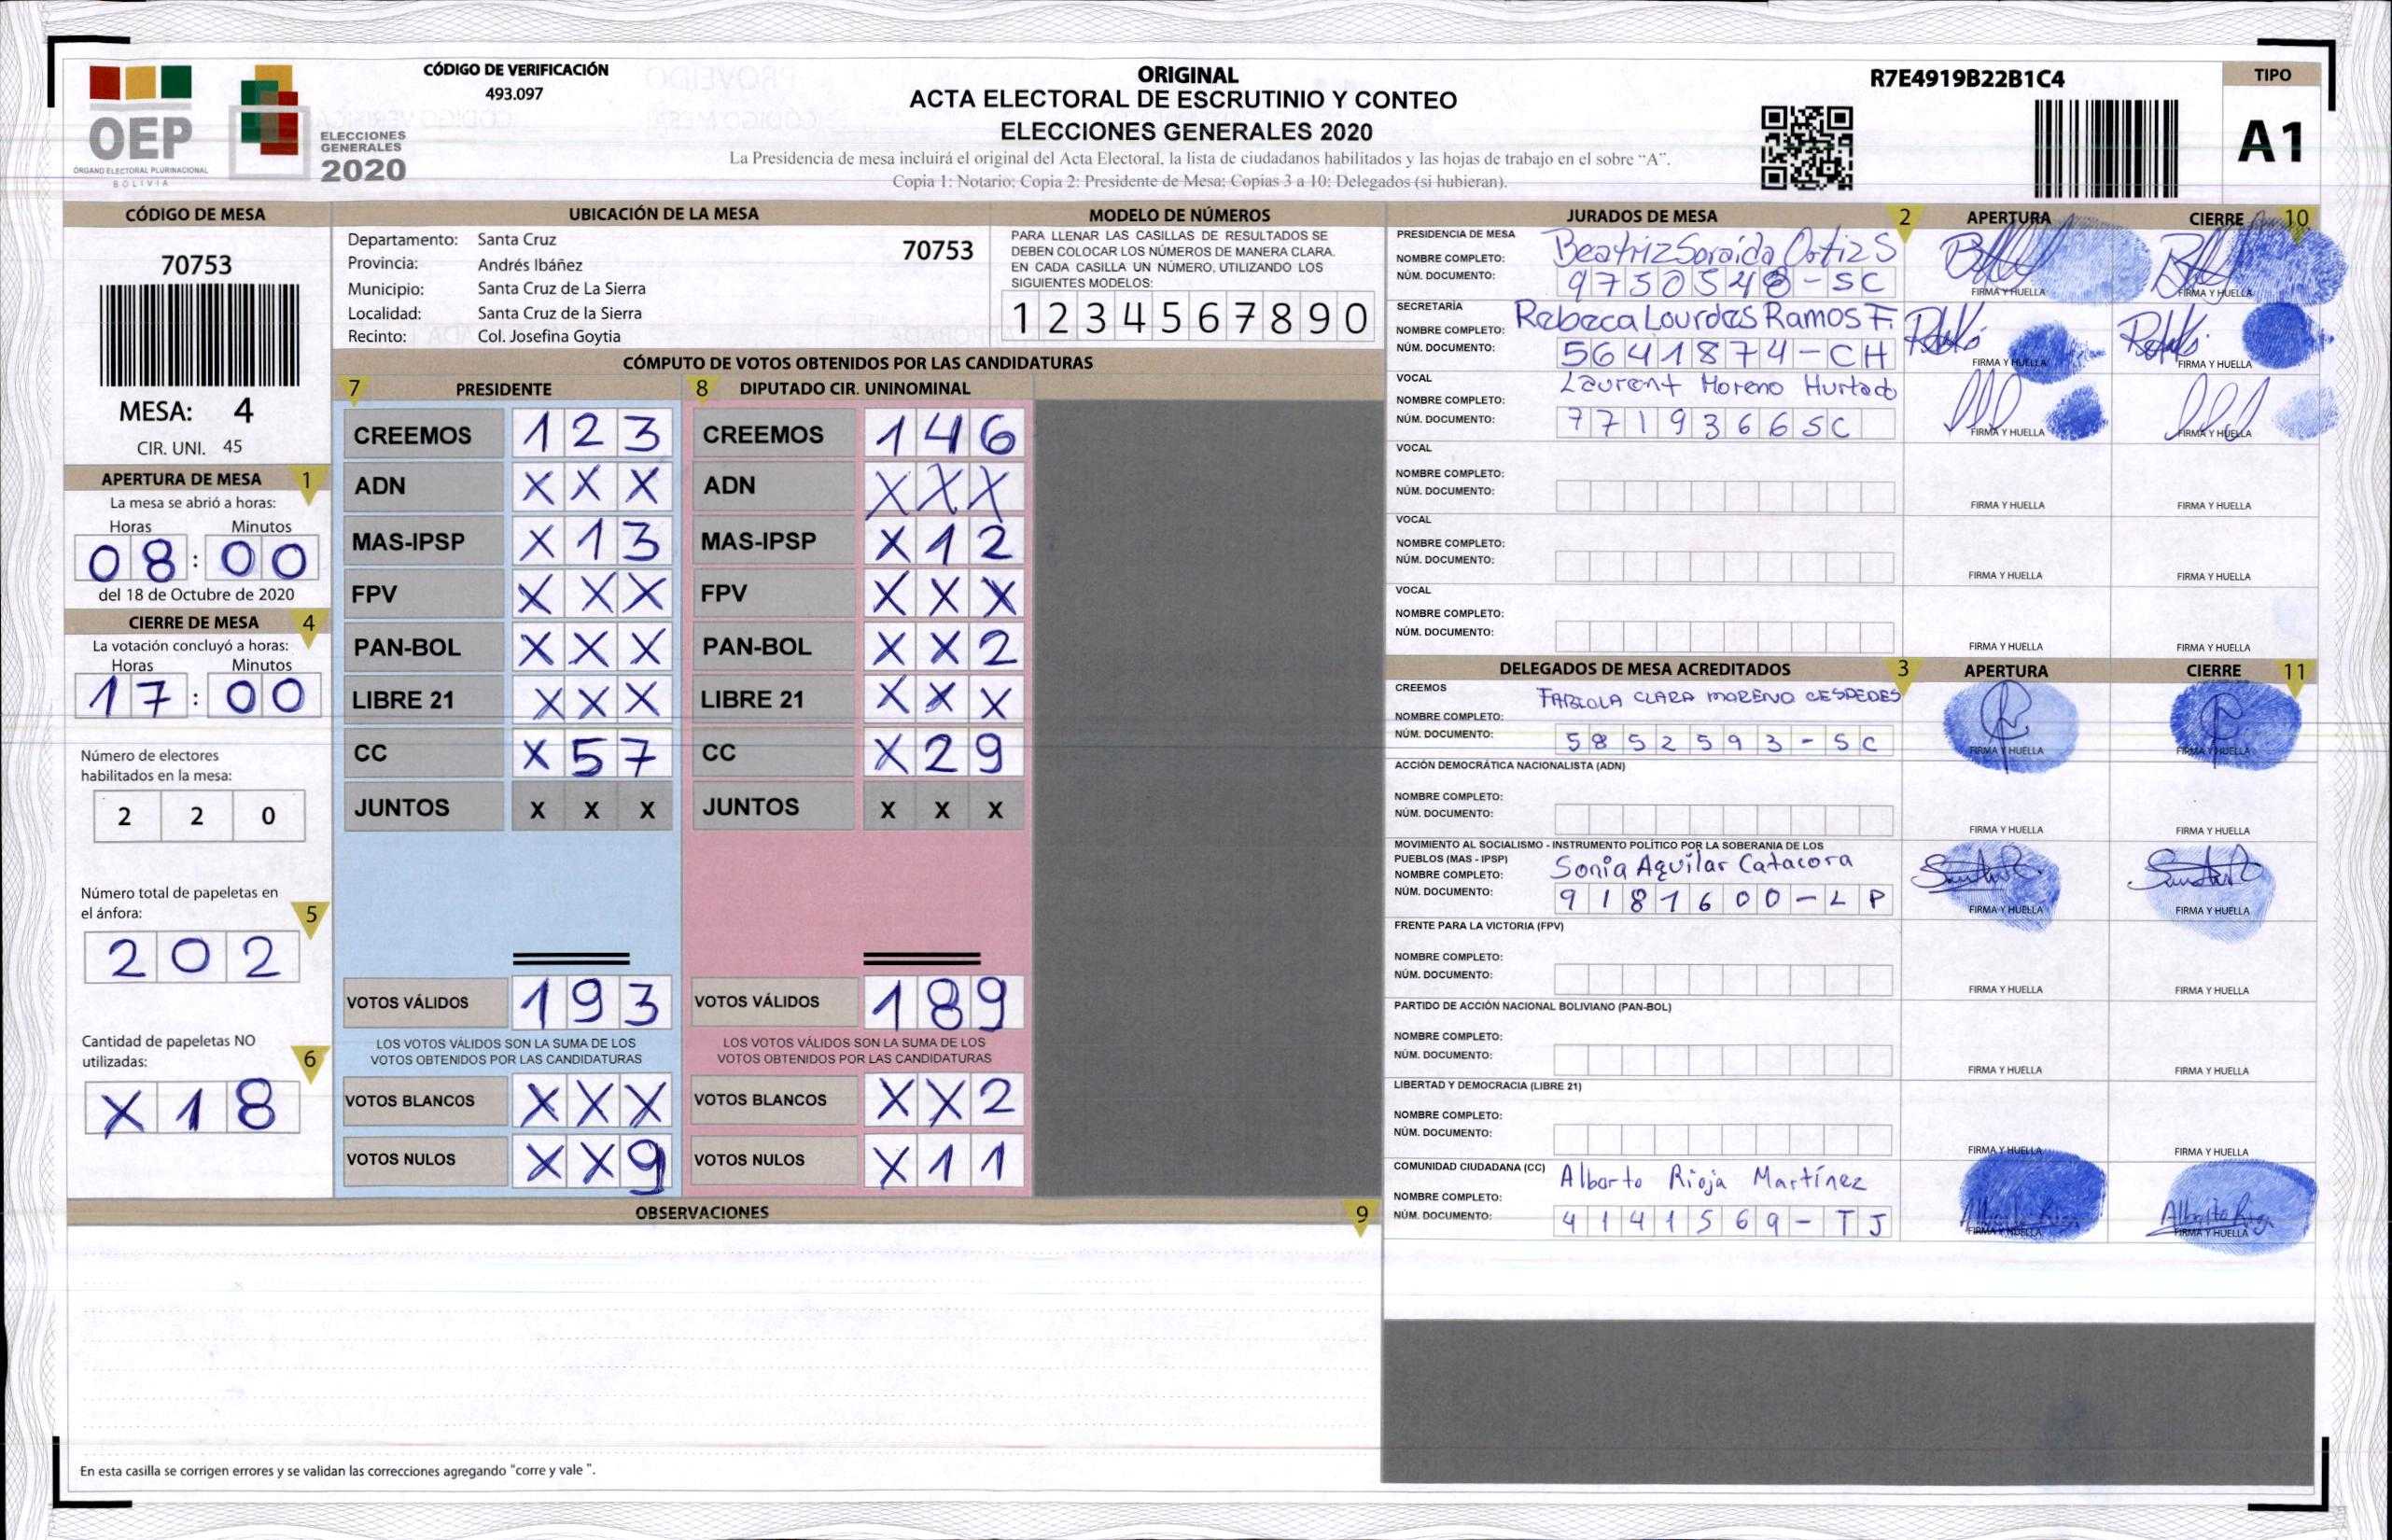 OEP
ÓRGANO ELECTORAL PLURINACIONAL
BOLIVIA
ELECCIONES
GENERALES
2020
CÓDIGO DE VERIFICACIÓN
493.097
ORIGINAL
ACTA ELECTORAL DE ESCRUTINIO Y CONTEO
ELECCIONES GENERALES 2020
La Presidencia de mesa incluirá el original del Acta Electoral, la lista de ciudadanos habilitados y las hojas de trabajo en el sobre "A".
Copia 1: Notario; Copia 2: Presidente de Mesa; Copias 3 a 10: Delegados (si hubieran).
R7E4919B22B1C4
TIPO
A1
CÓDIGO DE MESA
70753
MESA: 4
CIR. UNI. 45
APERTURA DE MESA 1
La mesa se abrió a horas:
Horas Minutos
08:00
del 18 de Octubre de 2020
CIERRE DE MESA 4
La votación concluyó a horas:
Horas Minutos
17:00
Número de electores
habilitados en la mesa:
2 2 0
Número total de papeletas en
el ánfora:
5
2 0 2
Cantidad de papeletas NO
utilizadas:
6
X 1 8
UBICACIÓN DE LA MESA
Departamento: Santa Cruz
70753
Provincia: Andrés Ibáñez
Municipio: Santa Cruz de La Sierra
Localidad: Santa Cruz de la Sierra
Recinto: Col. Josefina Goytia
MODELO DE NÚMEROS
PARA LLENAR LAS CASILLAS DE RESULTADOS SE
DEBEN COLOCAR LOS NÚMEROS DE MANERA CLARA.
EN CADA CASILLA UN NÚMERO, UTILIZANDO LOS
SIGUIENTES MODELOS:
1 2 3 4 5 6 7 8 9 0
CÓMPUTO DE VOTOS OBTENIDOS POR LAS CANDIDATURAS
7 PRESIDENTE
CREEMOS 1 2 3
ADN X X X
MAS-IPSP X 1 3
FPV X X X
PAN-BOL X X X
LIBRE 21 X X X
CC X 5 7
JUNTOS X X X
VOTOS VÁLIDOS 1 9 3
LOS VOTOS VÁLIDOS SON LA SUMA DE LOS
VOTOS OBTENIDOS POR LAS CANDIDATURAS
VOTOS BLANCOS X X X
VOTOS NULOS X X 9
8 DIPUTADO CIR. UNINOMINAL
CREEMOS 1 4 6
ADN X X X
MAS-IPSP X 1 2
FPV X X X
PAN-BOL X X 2
LIBRE 21 X X X
CC X 2 9
JUNTOS X X X
VOTOS VÁLIDOS 1 8 9
LOS VOTOS VÁLIDOS SON LA SUMA DE LOS
VOTOS OBTENIDOS POR LAS CANDIDATURAS
VOTOS BLANCOS X X 2
VOTOS NULOS X 1 1
OBSERVACIONES 9
En esta casilla se corrigen errores y se validan las correcciones agregando "corre y vale ".
JURADOS DE MESA 2 APERTURA CIERRE 10
PRESIDENCIA DE MESA
NOMBRE COMPLETO: Beatriz Soraida Ortiz S
NÚM. DOCUMENTO: 9750548-SC
FIRMA Y HUELLA FIRMA Y HUELLA
SECRETARÍA
NOMBRE COMPLETO: Rebeca Lourdes Ramos F.
NÚM. DOCUMENTO: 5641874-CH
FIRMA Y HUELLA FIRMA Y HUELLA
VOCAL
NOMBRE COMPLETO: Laurent Moreno Hurtado
NÚM. DOCUMENTO: 7719366SC
FIRMA Y HUELLA FIRMA Y HUELLA
VOCAL
NOMBRE COMPLETO:
NÚM. DOCUMENTO:
FIRMA Y HUELLA FIRMA Y HUELLA
VOCAL
NOMBRE COMPLETO:
NÚM. DOCUMENTO:
FIRMA Y HUELLA FIRMA Y HUELLA
VOCAL
NOMBRE COMPLETO:
NÚM. DOCUMENTO:
FIRMA Y HUELLA FIRMA Y HUELLA
DELEGADOS DE MESA ACREDITADOS 3 APERTURA CIERRE 11
CREEMOS
NOMBRE COMPLETO: FABIOLA CLARA MORENO CESPEDES
NÚM. DOCUMENTO: 5852593-SC
FIRMA Y HUELLA FIRMA Y HUELLA
ACCIÓN DEMOCRÁTICA NACIONALISTA (ADN)
NOMBRE COMPLETO:
NÚM. DOCUMENTO:
FIRMA Y HUELLA FIRMA Y HUELLA
MOVIMIENTO AL SOCIALISMO - INSTRUMENTO POLÍTICO POR LA SOBERANIA DE LOS
PUEBLOS (MAS - IPSP)
NOMBRE COMPLETO: Sonia Aquilar Catacora
NÚM. DOCUMENTO: 9181600-LP
FIRMA Y HUELLA FIRMA Y HUELLA
FRENTE PARA LA VICTORIA (FPV)
NOMBRE COMPLETO:
NÚM. DOCUMENTO:
FIRMA Y HUELLA FIRMA Y HUELLA
PARTIDO DE ACCIÓN NACIONAL BOLIVIANO (PAN-BOL)
NOMBRE COMPLETO:
NÚM. DOCUMENTO:
FIRMA Y HUELLA FIRMA Y HUELLA
LIBERTAD Y DEMOCRACIA (LIBRE 21)
NOMBRE COMPLETO:
NÚM. DOCUMENTO:
FIRMA Y HUELLA FIRMA Y HUELLA
COMUNIDAD CIUDADANA (CC)
NOMBRE COMPLETO: Alberto Rioja Martínez
NÚM. DOCUMENTO: 4141569-TJ
FIRMA Y HUELLA FIRMA Y HUELLA